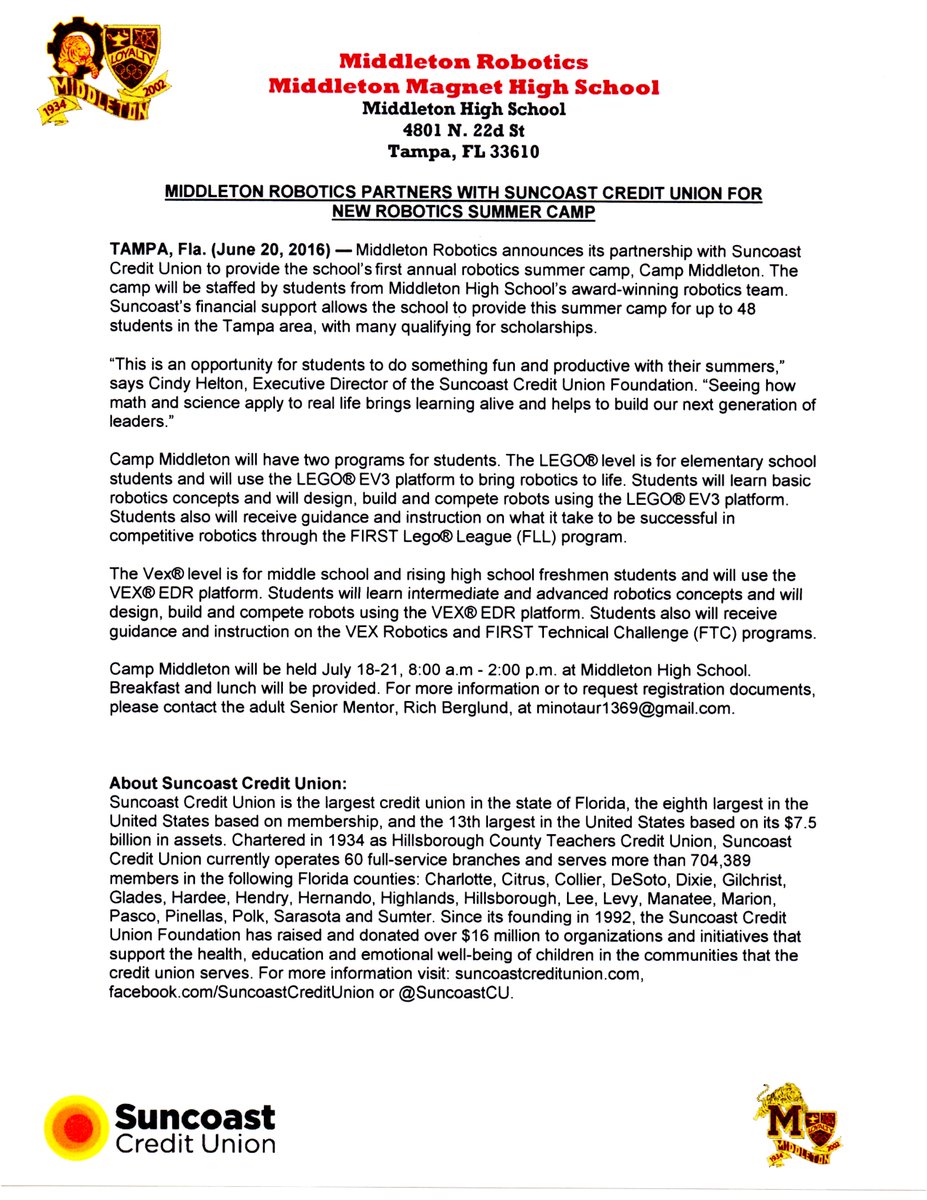 LOYALTY
MIDDLETON
1934
2002
Middleton Robotics
Middleton Magnet High School
Middleton High School
4801 N. 22d St
Tampa, FL 33610
MIDDLETON ROBOTICS PARTNERS WITH SUNCOAST CREDIT UNION FOR
NEW ROBOTICS SUMMER CAMP
TAMPA, Fla. (June 20, 2016) — Middleton Robotics announces its partnership with Suncoast
Credit Union to provide the school's first annual robotics summer camp, Camp Middleton. The
camp will be staffed by students from Middleton High School's award-winning robotics team.
Suncoast's financial support allows the school to provide this summer camp for up to 48
students in the Tampa area, with many qualifying for scholarships.
“This is an opportunity for students to do something fun and productive with their summers,”
says Cindy Helton, Executive Director of the Suncoast Credit Union Foundation. “Seeing how
math and science apply to real life brings learning alive and helps to build our next generation of
leaders.”
Camp Middleton will have two programs for students. The LEGO® level is for elementary school
students and will use the LEGO® EV3 platform to bring robotics to life. Students will learn basic
robotics concepts and will design, build and compete robots using the LEGO® EV3 platform.
Students also will receive guidance and instruction on what it take to be successful in
competitive robotics through the FIRST Lego® League (FLL) program.
The Vex® level is for middle school and rising high school freshmen students and will use the
VEX® EDR platform. Students will learn intermediate and advanced robotics concepts and will
design, build and compete robots using the VEX® EDR platform. Students also will receive
guidance and instruction on the VEX Robotics and FIRST Technical Challenge (FTC) programs.
Camp Middleton will be held July 18-21, 8:00 a.m - 2:00 p.m. at Middleton High School.
Breakfast and lunch will be provided. For more information or to request registration documents,
please contact the adult Senior Mentor, Rich Berglund, at minotaur1369@gmail.com.
About Suncoast Credit Union:
Suncoast Credit Union is the largest credit union in the state of Florida, the eighth largest in the
United States based on membership, and the 13th largest in the United States based on its $7.5
billion in assets. Chartered in 1934 as Hillsborough County Teachers Credit Union, Suncoast
Credit Union currently operates 60 full-service branches and serves more than 704,389
members in the following Florida counties: Charlotte, Citrus, Collier, DeSoto, Dixie, Gilchrist,
Glades, Hardee, Hendry, Hernando, Highlands, Hillsborough, Lee, Levy, Manatee, Marion,
Pasco, Pinellas, Polk, Sarasota and Sumter. Since its founding in 1992, the Suncoast Credit
Union Foundation has raised and donated over $16 million to organizations and initiatives that
support the health, education and emotional well-being of children in the communities that the
credit union serves. For more information visit: suncoastcreditunion.com,
facebook.com/SuncoastCreditUnion or @SuncoastCU.
Suncoast
Credit Union
M
LOYALTY
1934
MIDDLETON
2002